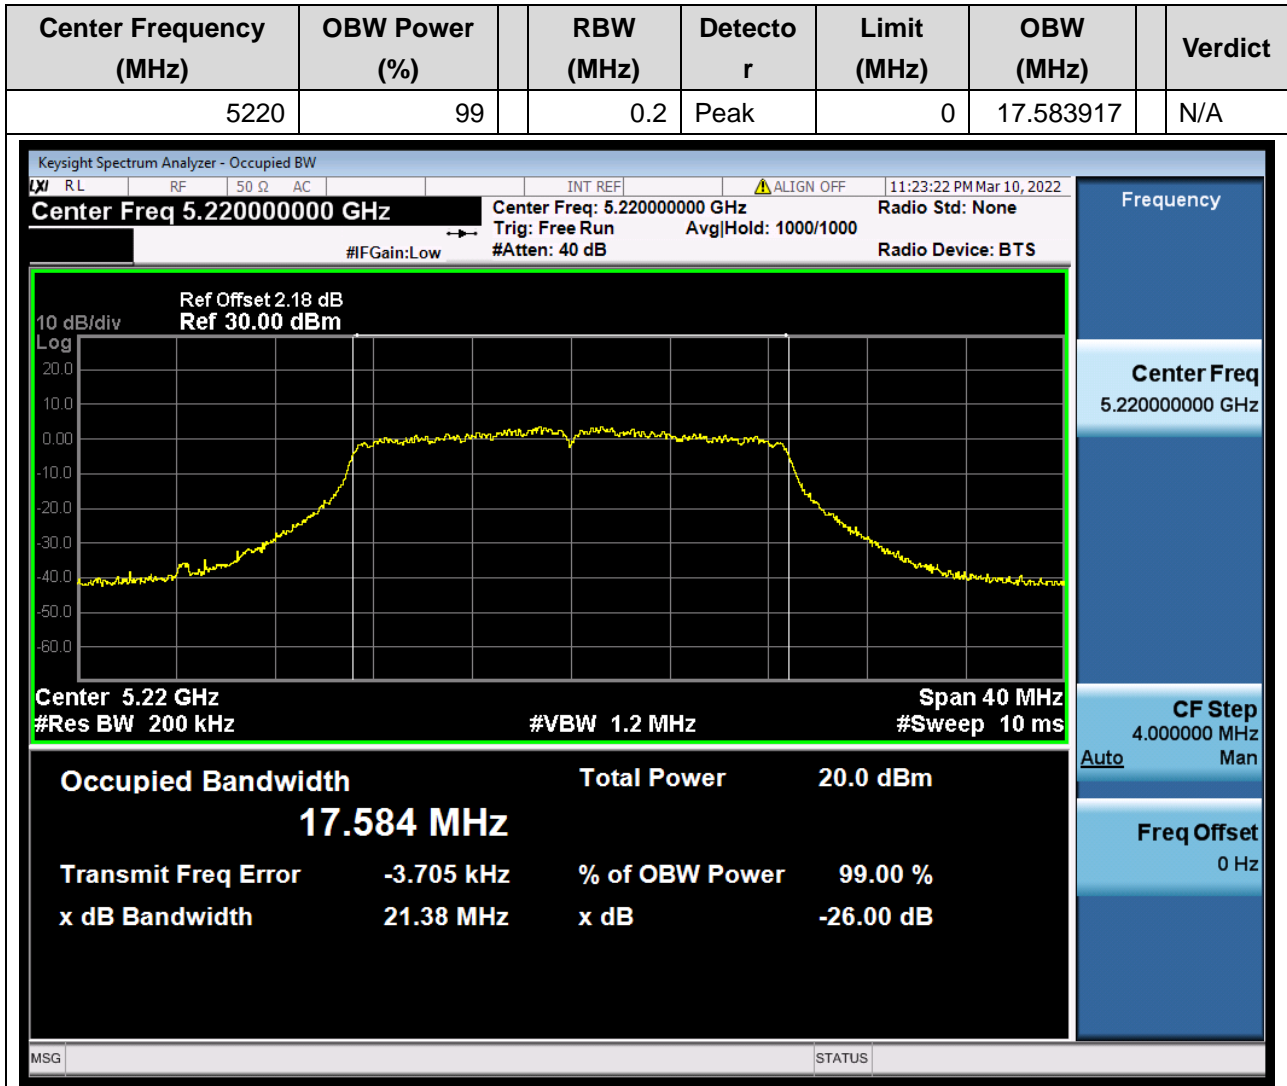 Center Frequency (MHz) OBW Power (%) RBW (MHz) Detecto r Limit (MHz) OBW (MHz) Verdict
5220 99 0.2 Peak 0 17.583917 N/A
Keysight Spectrum Analyzer - Occupied BW
LXI RL RF 50 Ω AC INT REF ALIGN OFF 11:23:22 PM Mar 10, 2022
Center Freq 5.220000000 GHz Center Freq: 5.220000000 GHz Radio Std: None
Trig: Free Run Avg|Hold: 1000/1000
#IFGain:Low #Atten: 40 dB Radio Device: BTS
Ref Offset 2.18 dB
10 dB/div Ref 30.00 dBm
Log
20.0
10.0
0.00
-10.0
-20.0
-30.0
-40.0
-50.0
-60.0
Center 5.22 GHz Span 40 MHz
#Res BW 200 kHz #VBW 1.2 MHz #Sweep 10 ms
Occupied Bandwidth Total Power 20.0 dBm
17.584 MHz
Transmit Freq Error -3.705 kHz % of OBW Power 99.00 %
x dB Bandwidth 21.38 MHz x dB -26.00 dB
Frequency
Center Freq
5.220000000 GHz
CF Step
4.000000 MHz
Auto Man
Freq Offset
0 Hz
MSG STATUS